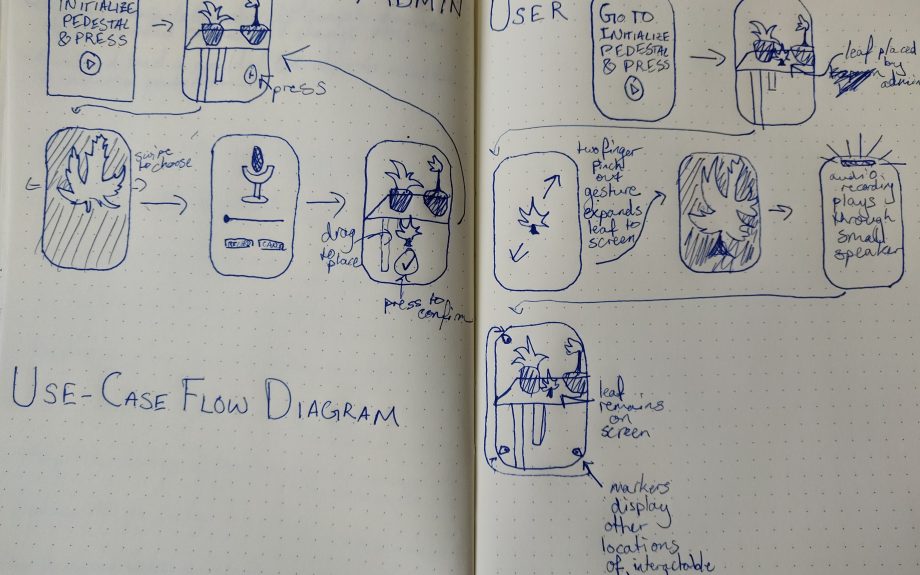 ADMIN
INITIALIZE
PEDESTAL
& PRESS
press
swipe
to choose
drag
to place
press to
confirm
USE-CASE FLOW DIAGRAM
USER
GO TO
INITIALIZE
PEDESTAL
& PRESS
leaf placed
by
admin
two finger
pinch
out
gesture
expands
leaf to
screen
audio
recording
plays
through
small
speaker
leaf
remains
on
screen
markers
display
other
locations
of interactable